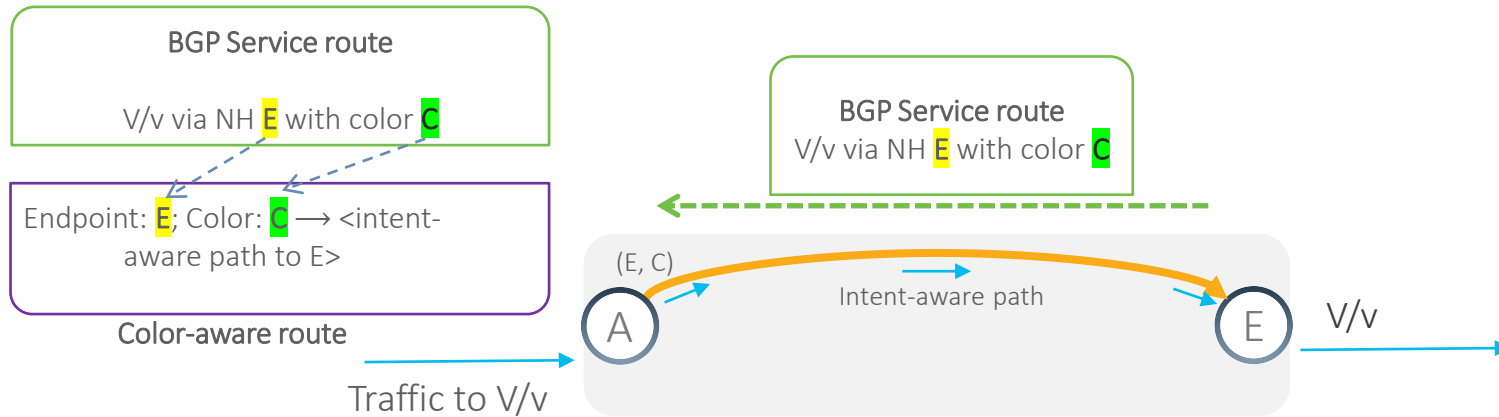 BGP Service route
V/v via NH E with color C
Endpoint: E; Color: C → <intent-
aware path to E>
Color-aware route
Traffic to V/v
BGP Service route
V/v via NH E with color C
(E, C)
Intent-aware path
A
E
V/v